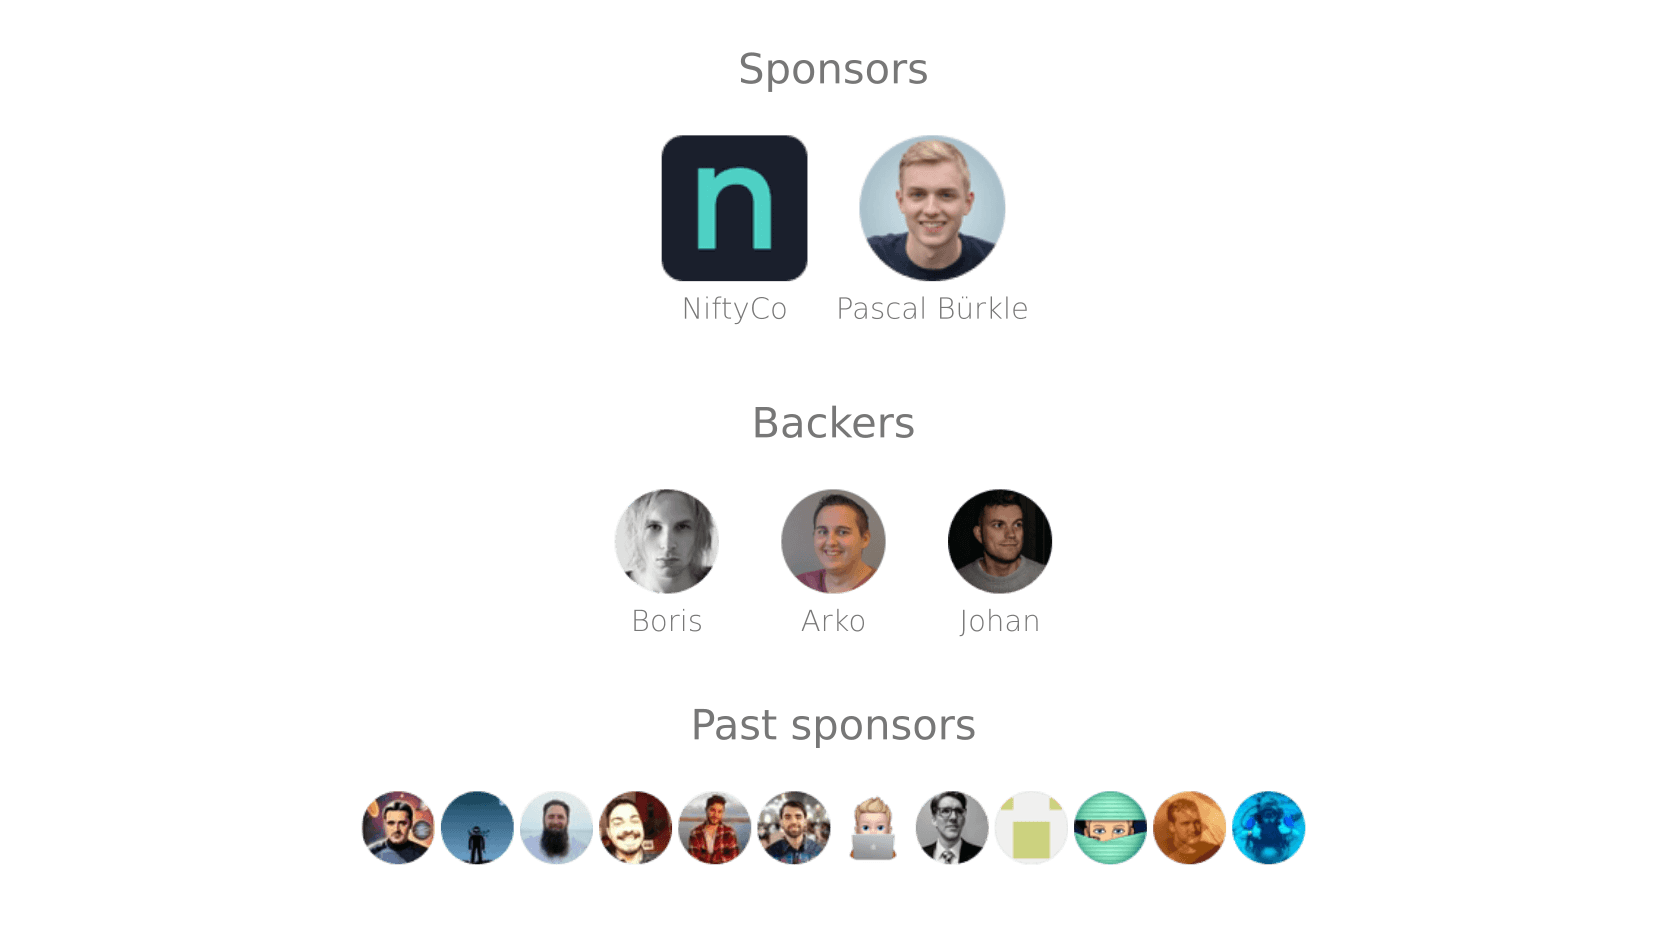 Sponsors
n
NiftyCo
Pascal Bürkle
Backers
Boris
Arko
Johan
Past sponsors